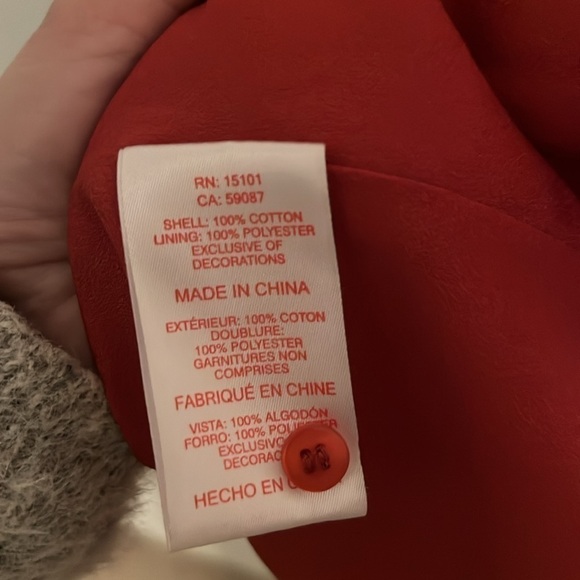 RN: 15101
CA: 59087
SHELL: 100% COTTON
LINING: 100% POLYESTER
EXCLUSIVE OF
DECORATIONS
MADE IN CHINA
EXTÉRIEUR: 100% COTON
DOUBLURE:
100% POLYESTER
GARNITURES NON
COMPRISES
FABRIQUÉ EN CHINE
VISTA: 100% ALGODÓN
FORRO: 100%
HECHO EN